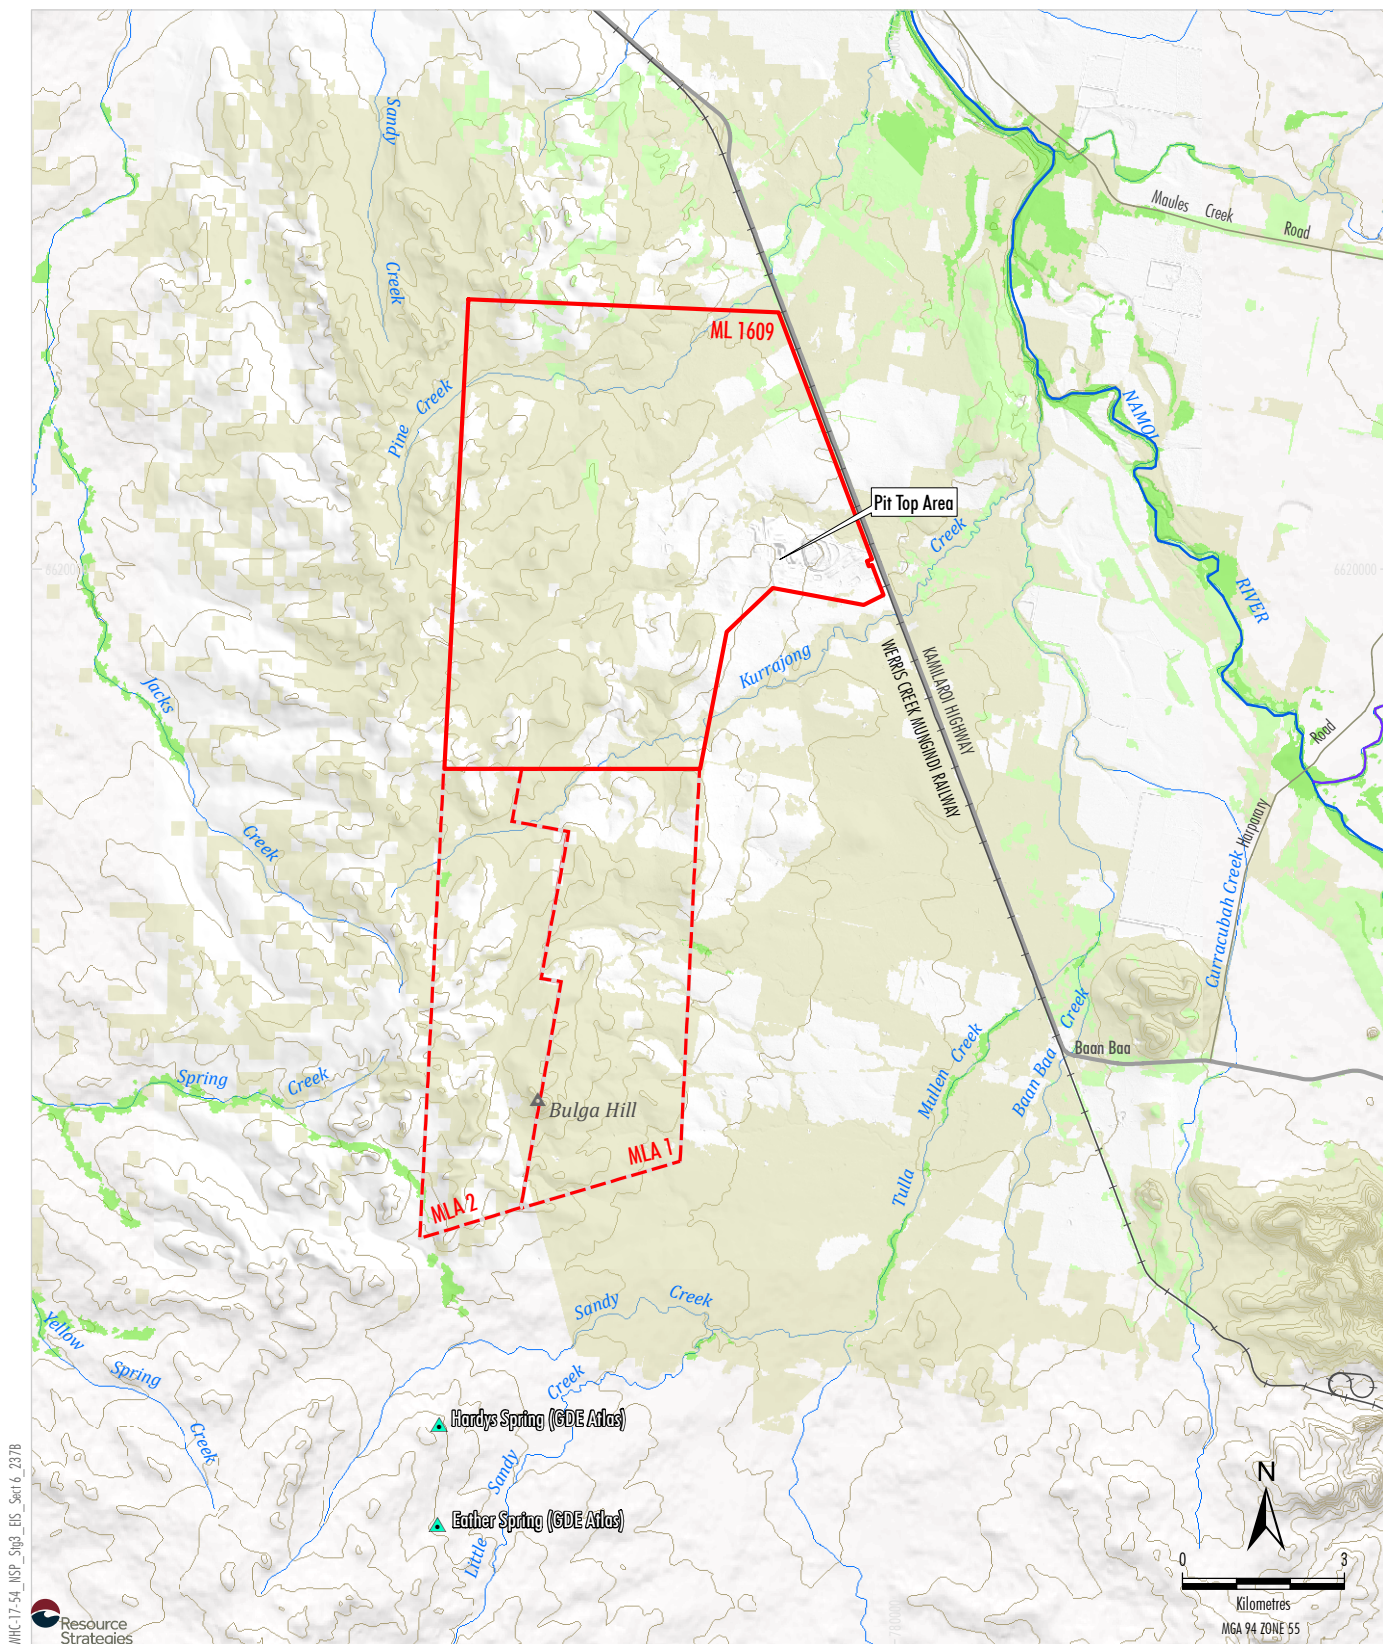 Sandy
Creek
Maules Creek Road
ML 1609
Pine Creek
NAMOI
RIVER
Pit Top Area
Creek
Kurrajong
6620000
6620000
KAMILAROI HIGHWAY
WERRIS CREEK MUNGINDI RAILWAY
Jacks
Creek
Road
Harparary
Curracubah Creek
Spring Creek
Bulga Hill
MLA 1
MLA 2
Mullen Creek
Tulla
Baan Baa Creek
Baan Baa
Sandy Creek
Yellow
Spring
Creek
Creek
Sandy
Little
Hardys Spring (GDE Atlas)
Eather Spring (GDE Atlas)
N
0 3
Kilometres
MGA 94 ZONE 55
WHC-17-54_NSP_Stg3_EIS_Sect 6_237B
Resource
Strategies